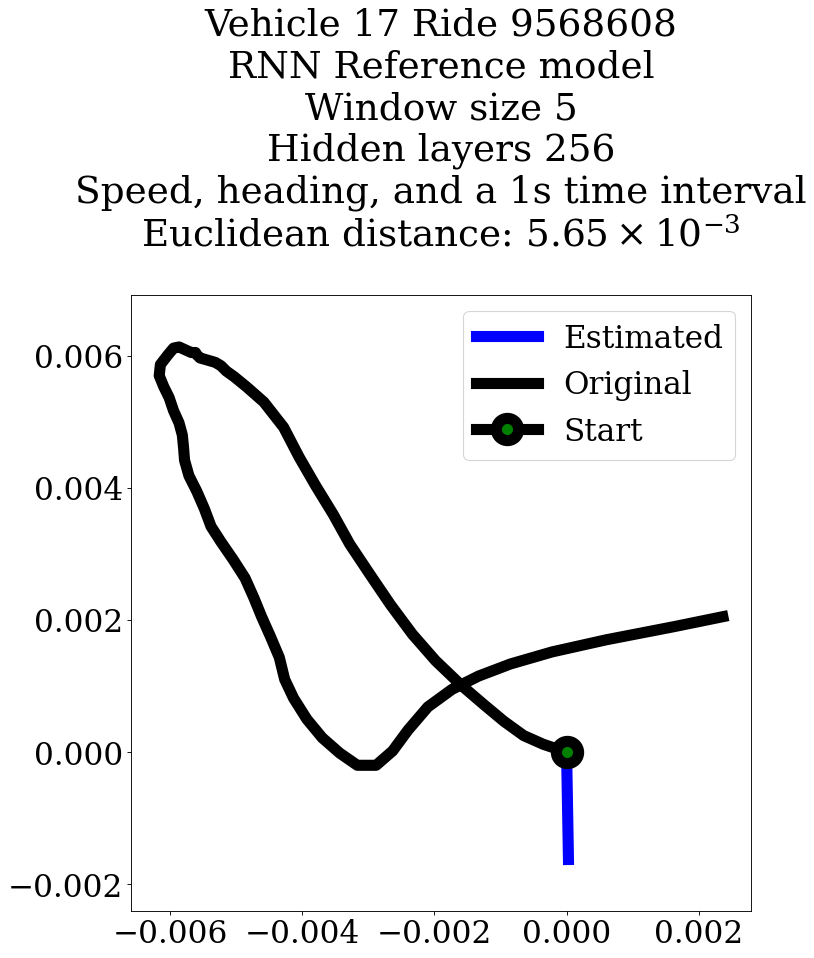 Vehicle 17 Ride 9568608
RNN Reference model
Window size 5
Hidden layers 256
Speed, heading, and a 1s time interval
Euclidean distance: 5.65 × 10⁻³
Estimated
Original
Start
0.006
0.004
0.002
0.000
−0.002
−0.006 −0.004 −0.002 0.000 0.002